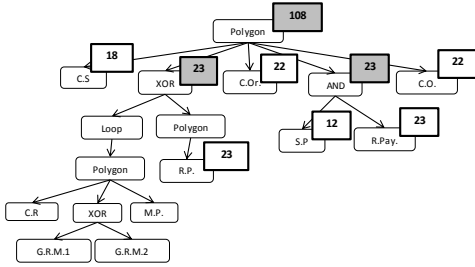 108
Polygon
18
23
22
23
22
C.S
XOR
C.Or.
AND
C.O.
Loop
Polygon
23
12
23
S.P
R.Pay.
Polygon
R.P.
C.R
XOR
M.P.
G.R.M.1
G.R.M.2